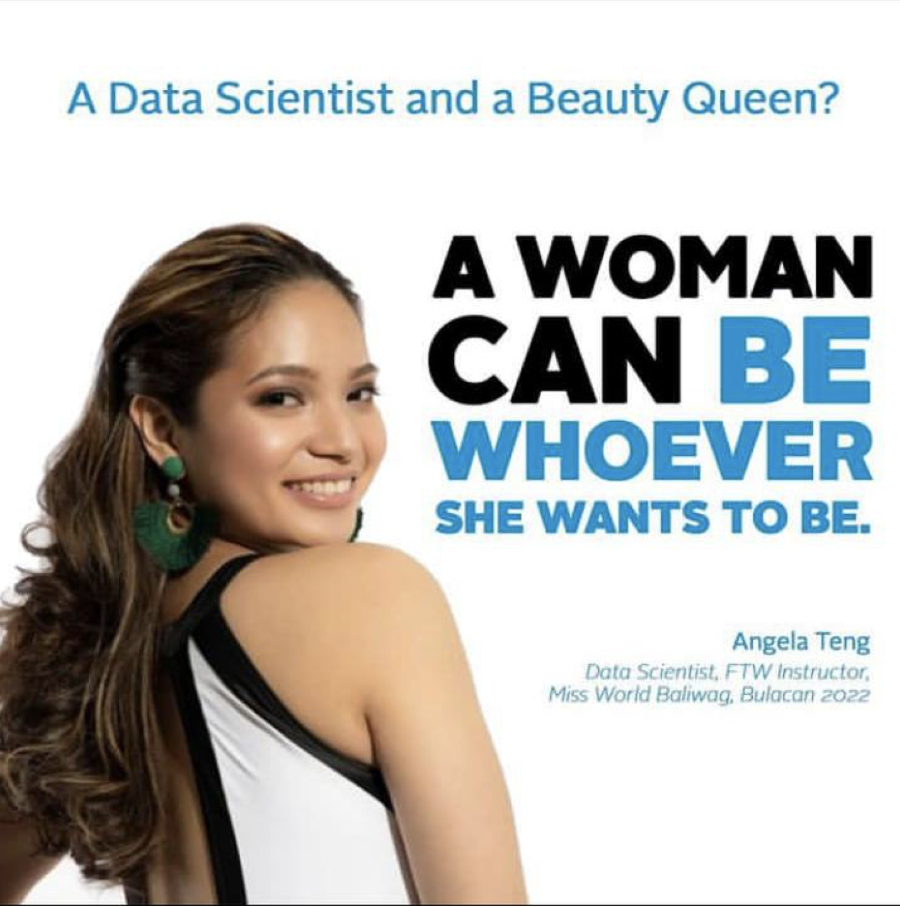 A Data Scientist and a Beauty Queen?
A WOMAN
CAN BE
WHOEVER
SHE WANTS TO BE.
Angela Teng
Data Scientist, FTW Instructor,
Miss World Baliwag, Bulacan 2022